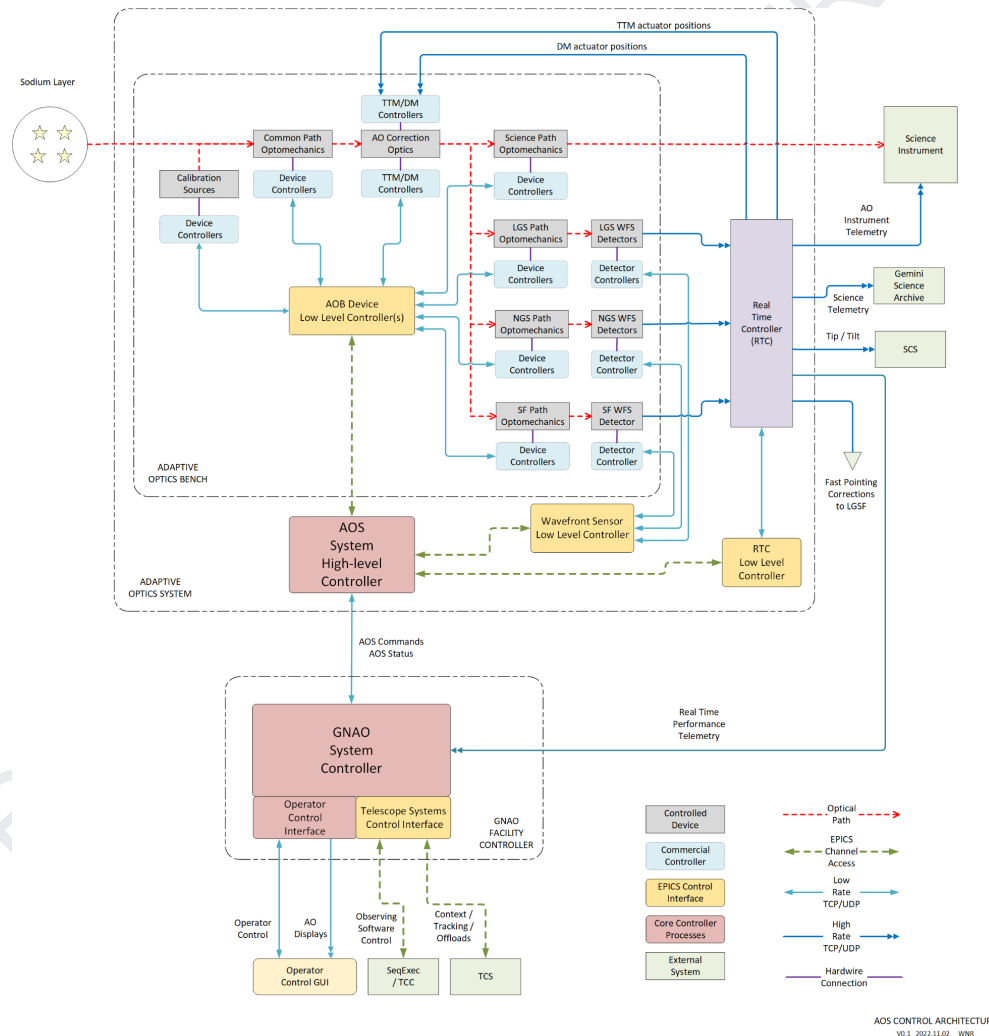 TTM actuator positions
DM actuator positions
Sodium Layer
TTM/DM
Controllers
Common Path
Optomechanics
AO Correction
Optics
Science Path
Optomechanics
Science
Instrument
Calibration
Sources
Device
Controllers
TTM/DM
Controllers
Device
Controllers
Device
Controllers
AO
Instrument
Telemetry
LGS Path
Optomechanics
LGS WFS
Detectors
Device
Controllers
Detector
Controllers
AOB Device
Low Level Controller(s)
Real
Time
Controller
(RTC)
Gemini
Science
Archive
Science
Telemetry
NGS Path
Optomechanics
NGS WFS
Detectors
Tip / Tilt
SCS
Device
Controllers
Detector
Controller
SF Path
Optomechanics
SF WFS
Detector
Device
Controllers
Detector
Controller
ADAPTIVE
OPTICS BENCH
Fast Pointing
Corrections
to LGSF
AOS
System
High-level
Controller
Wavefront Sensor
Low Level Controller
RTC
Low Level
Controller
ADAPTIVE
OPTICS SYSTEM
AOS Commands
AOS Status
GNAO
System
Controller
Real Time
Performance
Telemetry
Operator
Control
Interface
Telescope Systems
Control Interface
GNAO
FACILITY
CONTROLLER
Operator
Control
AO
Displays
Observing
Software
Control
Context /
Tracking /
Offloads
Operator
Control GUI
SeqExec
/ TCC
TCS
Controlled
Device
Optical
Path
Commercial
Controller
EPICS
Channel
Access
EPICS Control
Interface
Low
Rate
TCP/UDP
Core Controller
Processes
High
Rate
TCP/UDP
External
System
Hardwire
Connection
AOS CONTROL ARCHITECTUR
V0.1 2022.11.02 WNR